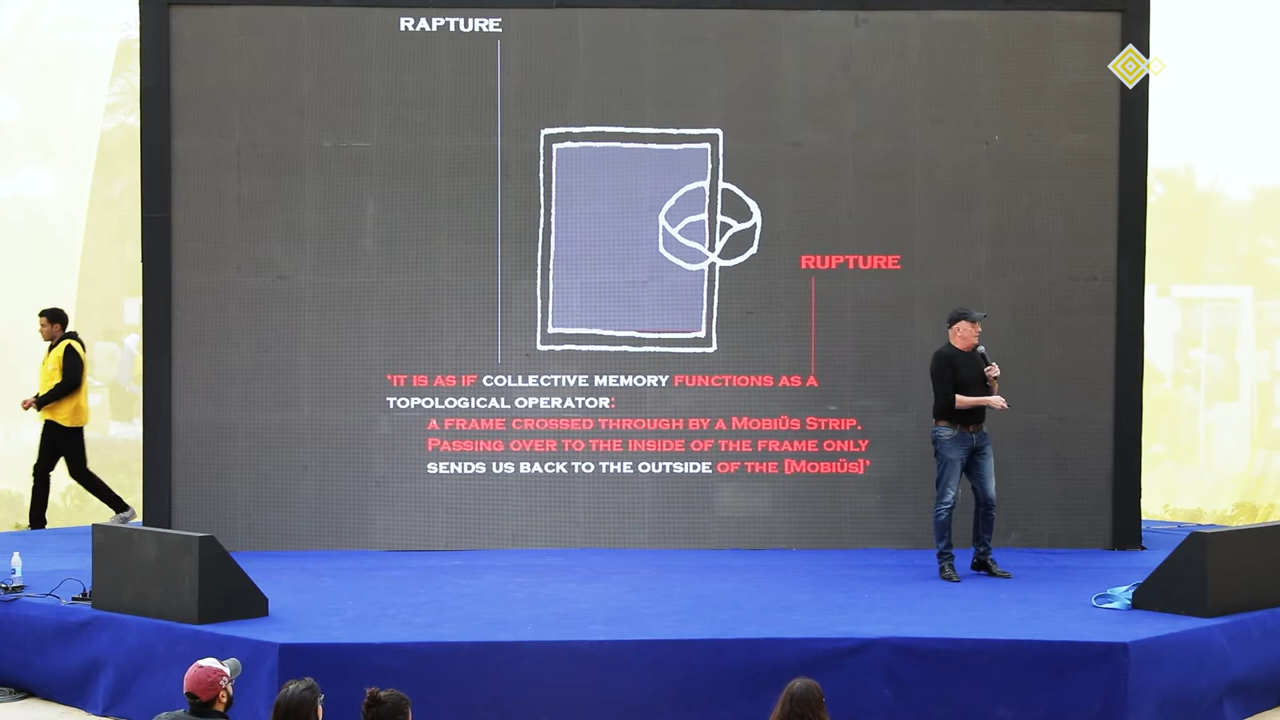 RAPTURE
RUPTURE
‘IT IS AS IF COLLECTIVE MEMORY FUNCTIONS AS A
TOPOLOGICAL OPERATOR:
A FRAME CROSSED THROUGH BY A MOBIÜS STRIP.
PASSING OVER TO THE INSIDE OF THE FRAME ONLY
SENDS US BACK TO THE OUTSIDE OF THE [MOBIÜS]’